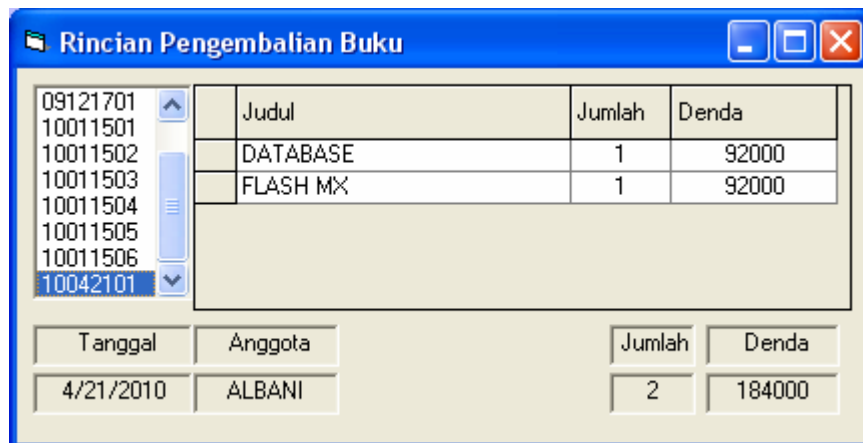 Rincian Pengembalian Buku
09121701
10011501
10011502
10011503
10011504
10011505
10011506
10042101
Judul Jumlah Denda
DATABASE 1 92000
FLASH MX 1 92000
Tanggal Anggota Jumlah Denda
4/21/2010 ALBANI 2 184000